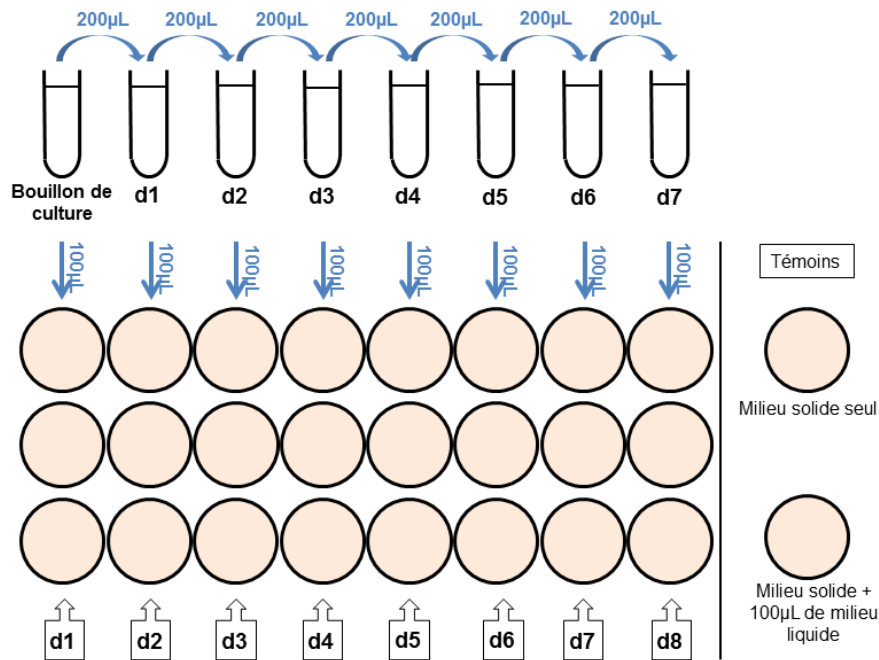 200µL 200µL 200µL 200µL 200µL 200µL 200µL
Bouillon de
culture
d1 d2 d3 d4 d5 d6 d7
100µL 100µL 100µL 100µL 100µL 100µL 100µL 100µL
Témoins
Milieu solide seul
Milieu solide +
100µL de milieu
liquide
d1 d2 d3 d4 d5 d6 d7 d8